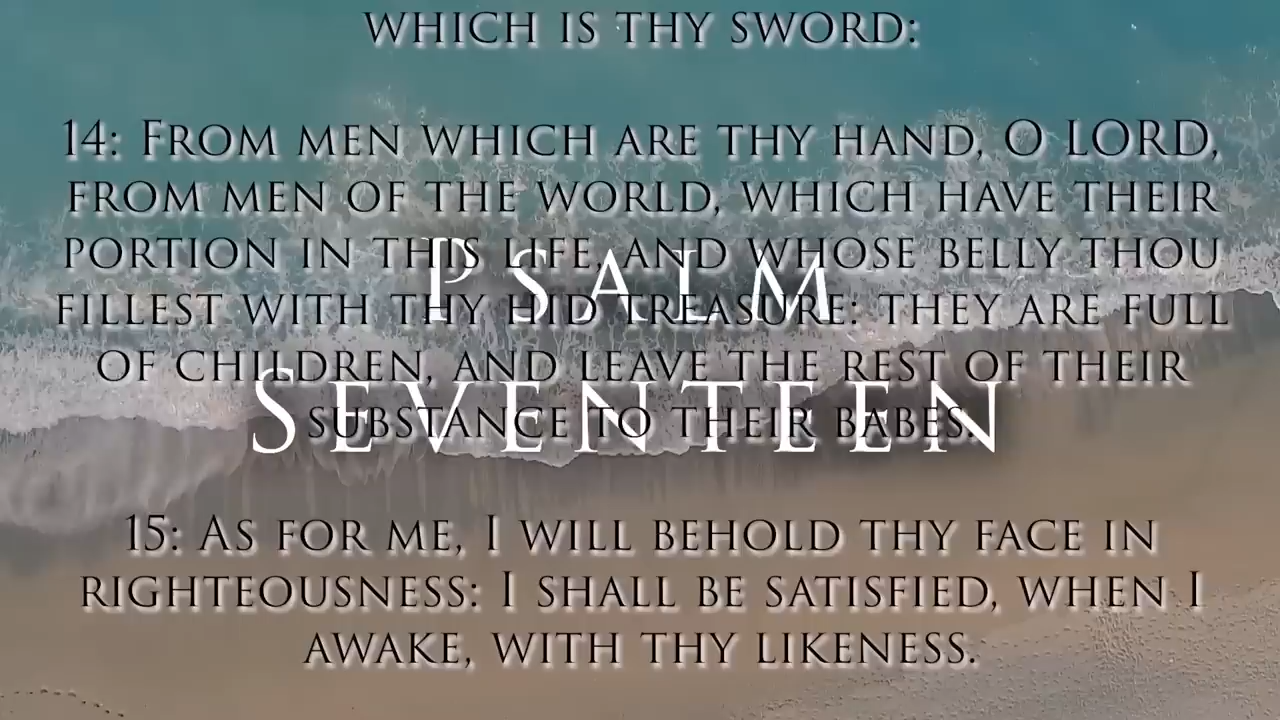 WHICH IS THY SWORD:
14: FROM MEN WHICH ARE THY HAND, O LORD,
FROM MEN OF THE WORLD, WHICH HAVE THEIR
PORTION IN THIS LIFE, AND WHOSE BELLY THOU
FILLEST WITH THY HID TREASURE: THEY ARE FULL
OF CHILDREN, AND LEAVE THE REST OF THEIR
SUBSTANCE TO THEIR BABES.
15: AS FOR ME, I WILL BEHOLD THY FACE IN
RIGHTEOUSNESS: I SHALL BE SATISFIED, WHEN I
AWAKE, WITH THY LIKENESS.
PSALM
SEVENTEEN